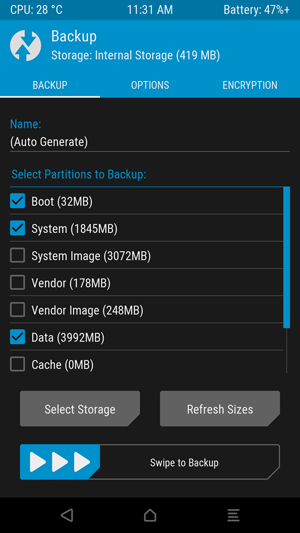 CPU: 28 °C 11:31 AM Battery: 47%+
Backup
Storage: Internal Storage (419 MB)
BACKUP OPTIONS ENCRYPTION
Name:
(Auto Generate)
Select Partitions to Backup:
Boot (32MB)
System (1845MB)
System Image (3072MB)
Vendor (178MB)
Vendor Image (248MB)
Data (3992MB)
Cache (0MB)
Select Storage Refresh Sizes
Swipe to Backup